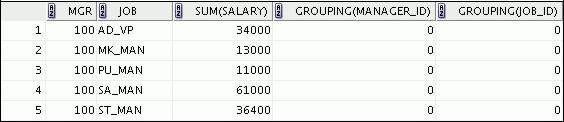 MGR JOB SUM(SALARY) GROUPING(MANAGER_ID) GROUPING(JOB_ID)
1 100 AD_VP 34000 0 0
2 100 MK_MAN 13000 0 0
3 100 PU_MAN 11000 0 0
4 100 SA_MAN 61000 0 0
5 100 ST_MAN 36400 0 0